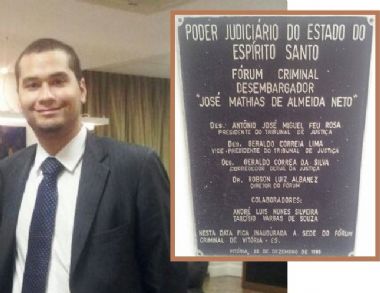 PODER JUDICIÁRIO DO ESTADO DO
ESPÍRITO SANTO
FÓRUM CRIMINAL
DESEMBARGADOR
"JOSÉ MATHIAS DE ALMEIDA NETO"
DES. ANTÔNIO JOSÉ MIGUEL FEU ROSA
PRESIDENTE DO TRIBUNAL DE JUSTIÇA
DES. GERALDO CORREIA LIMA
VICE-PRESIDENTE DO TRIBUNAL DE JUSTIÇA
DES. GERALDO CORREA DA SILVA
CORREGEDOR GERAL DA JUSTIÇA
DR. ROBSON LUIZ ALBANEZ
DIRETOR DO FÓRUM
COLABORADORES:
ANDRÉ LUIS NUNES SILVEIRA
TARCÍSIO VARGAS DE SOUZA
NESTA DATA FICA INAUGURADA A SEDE DO FÓRUM
CRIMINAL DE VITÓRIA - ES.
VITÓRIA, DE DEZEMBRO DE